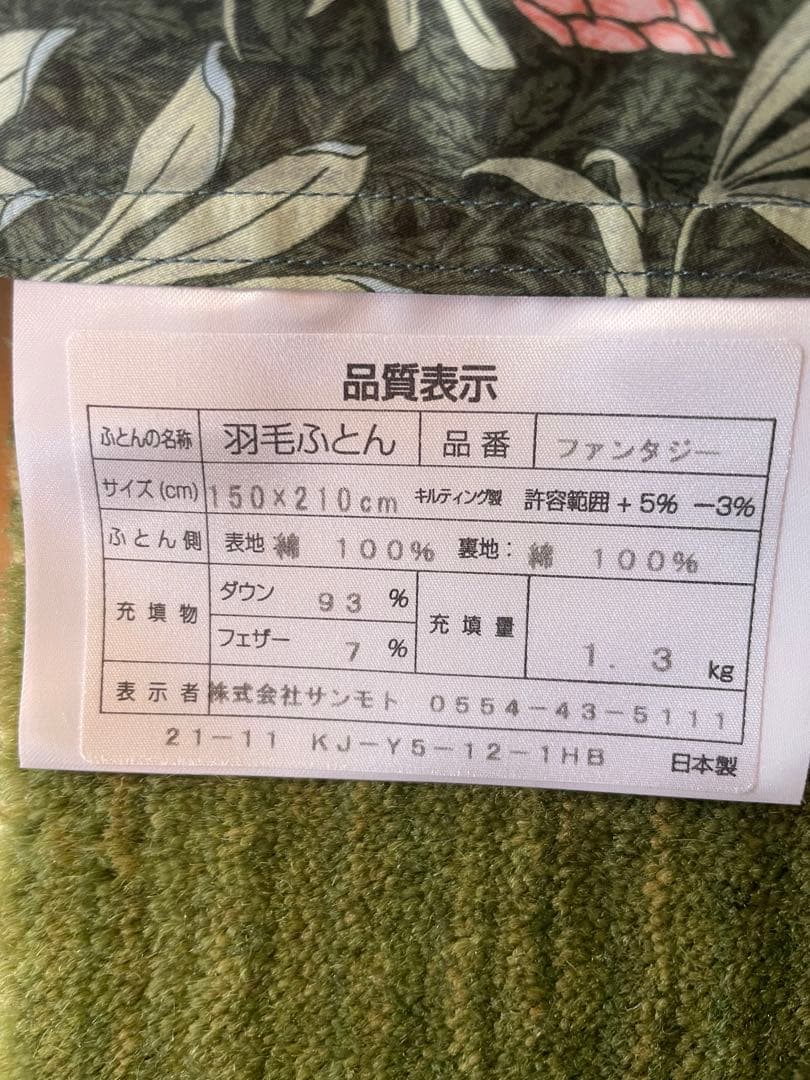 品質表示
ふとんの名称 羽毛ふとん 品番 ファンタジー
サイズ(cm) 150×210cm キルティング製 許容範囲+5% -3%
ふとん側 表地 綿 100% 裏地: 綿 100%
充填物 ダウン 93 % 充填量 1.3 kg
フェザー 7 %
表示者 株式会社サンモト 0554-43-5111
21-11 KJ-Y5-12-1HB 日本製